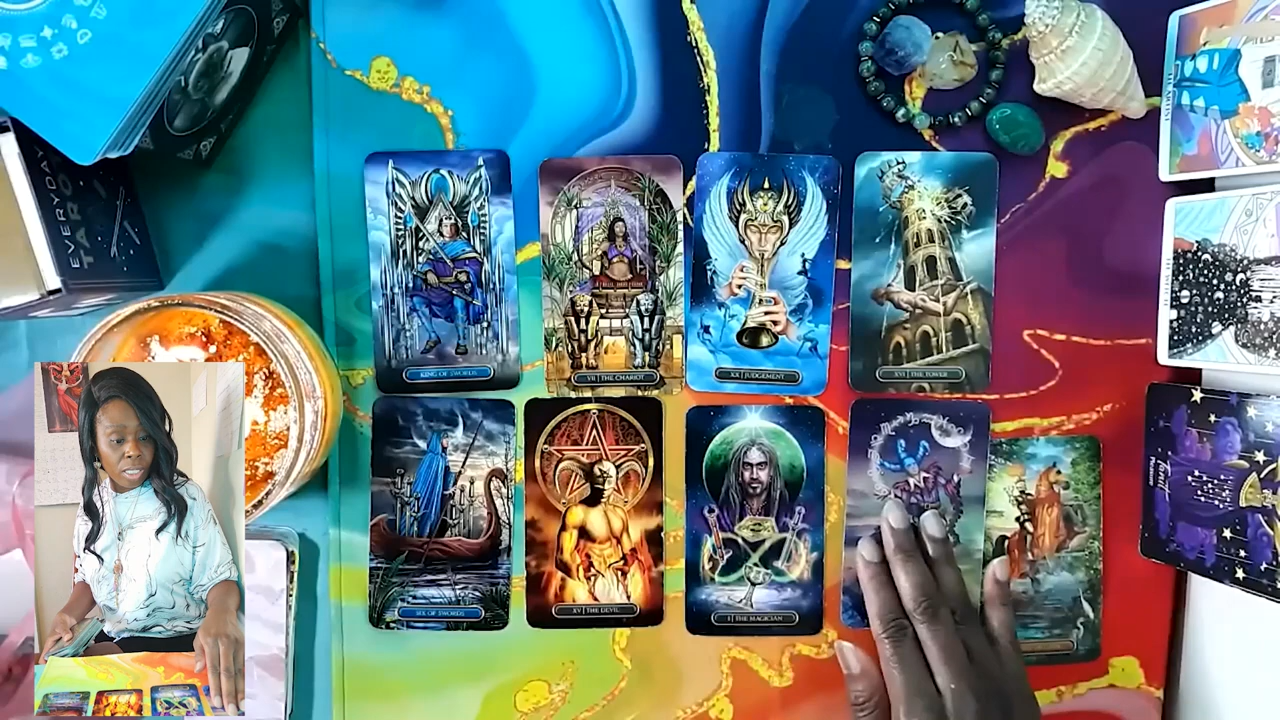 EVERYDAY
TAROT
KING OF SWORDS
VII | THE CHARIOT
XX | JUDGEMENT
XVI | THE TOWER
SIX OF SWORDS
XV | THE DEVIL
I | THE MAGICIAN